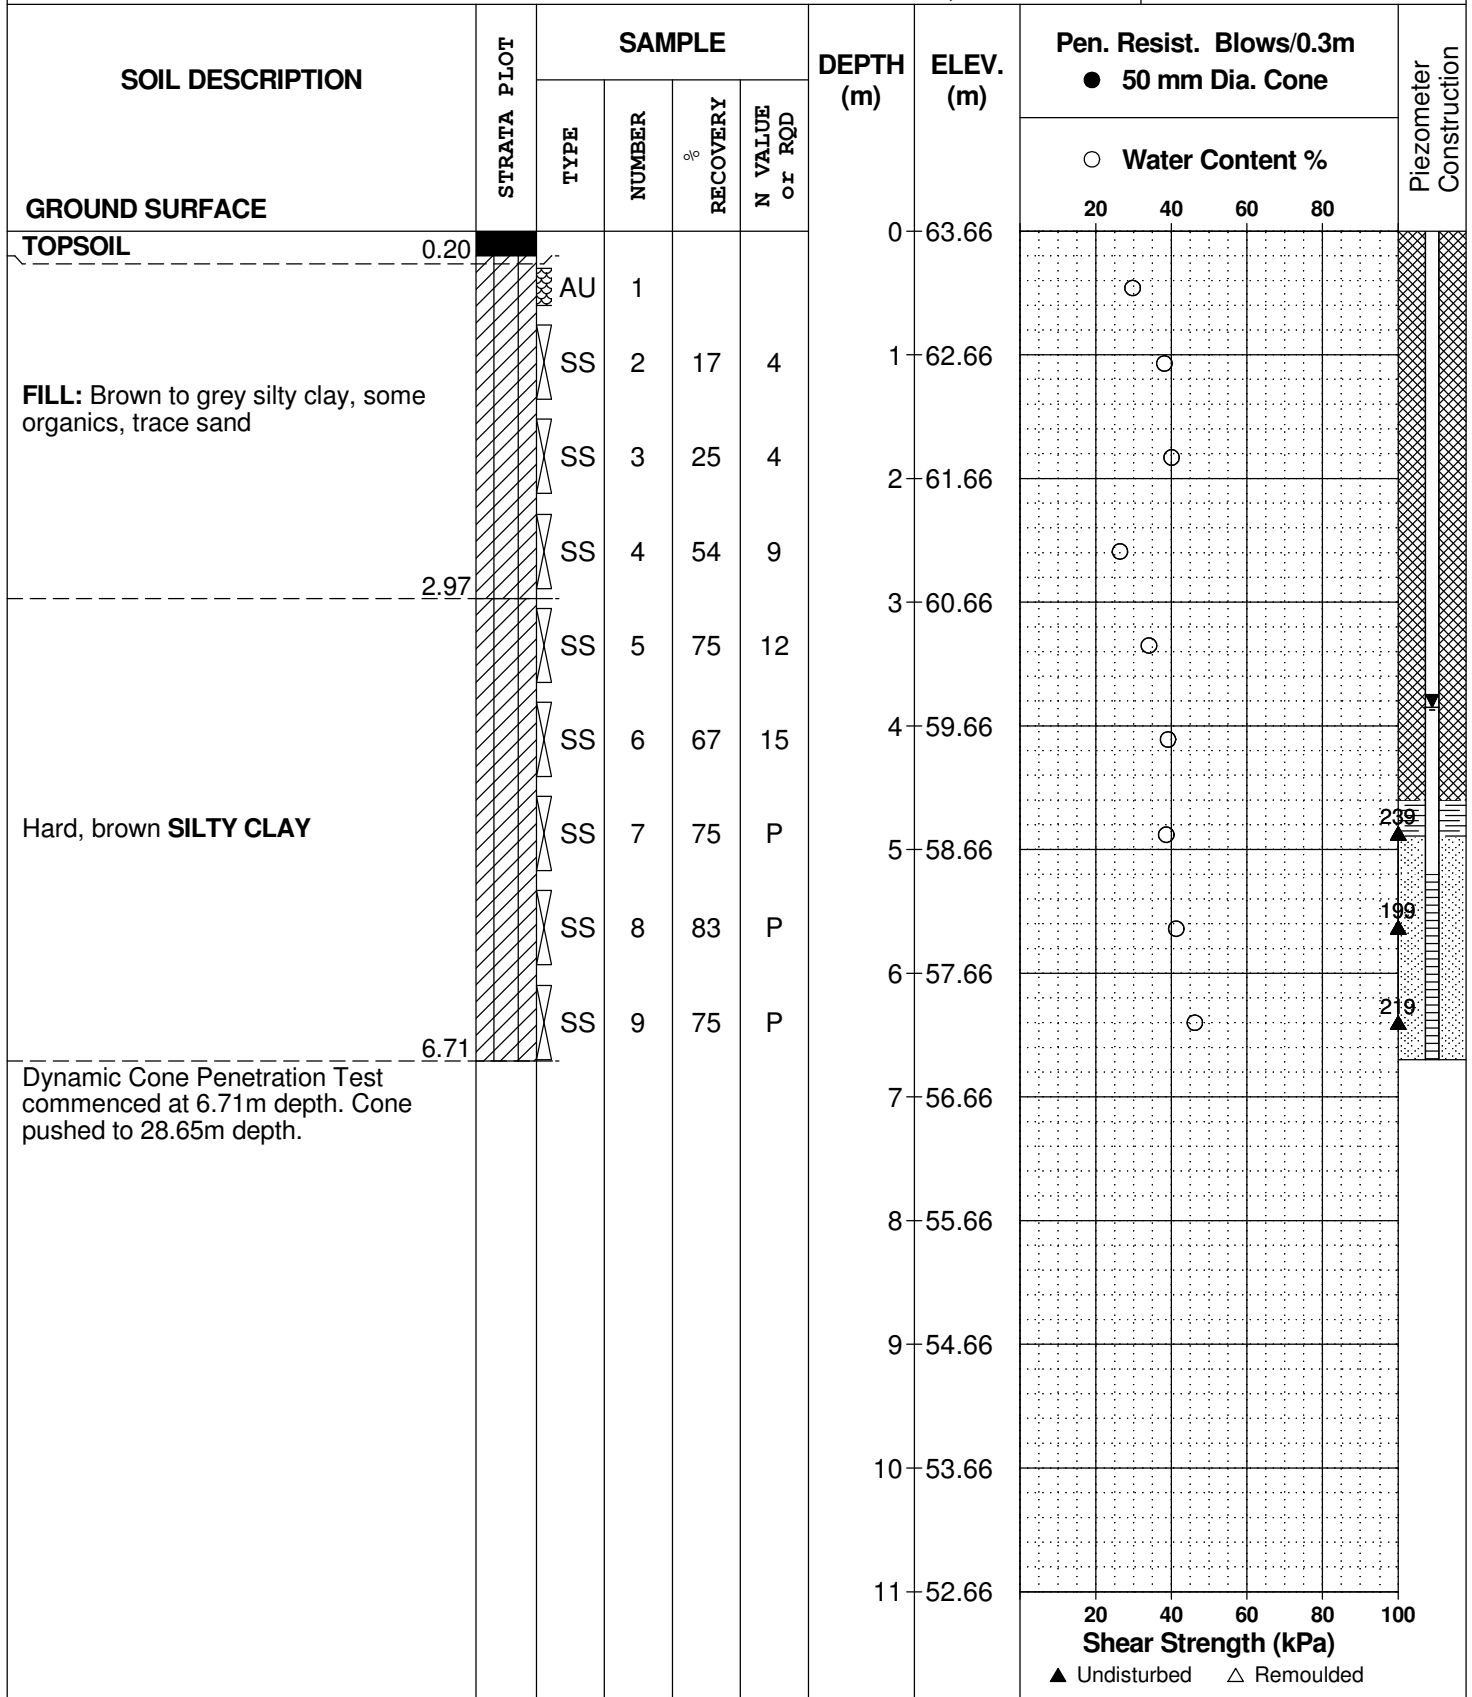 SOIL DESCRIPTION
GROUND SURFACE
STRATA PLOT
SAMPLE
TYPE
NUMBER
%
RECOVERY
N VALUE
or RQD
DEPTH
(m)
ELEV.
(m)
Pen. Resist. Blows/0.3m
● 50 mm Dia. Cone
○ Water Content %
20 40 60 80
Piezometer
Construction
0 63.66
TOPSOIL 0.20
AU 1
SS 2 17 4
1 62.66
FILL: Brown to grey silty clay, some
organics, trace sand
SS 3 25 4
2 61.66
SS 4 54 9
2.97
3 60.66
SS 5 75 12
4 59.66
SS 6 67 15
Hard, brown SILTY CLAY
SS 7 75 P
239
5 58.66
SS 8 83 P
199
6 57.66
SS 9 75 P
219
6.71
Dynamic Cone Penetration Test
commenced at 6.71m depth. Cone
pushed to 28.65m depth.
7 56.66
8 55.66
9 54.66
10 53.66
11 52.66
20 40 60 80 100
Shear Strength (kPa)
▲ Undisturbed △ Remoulded